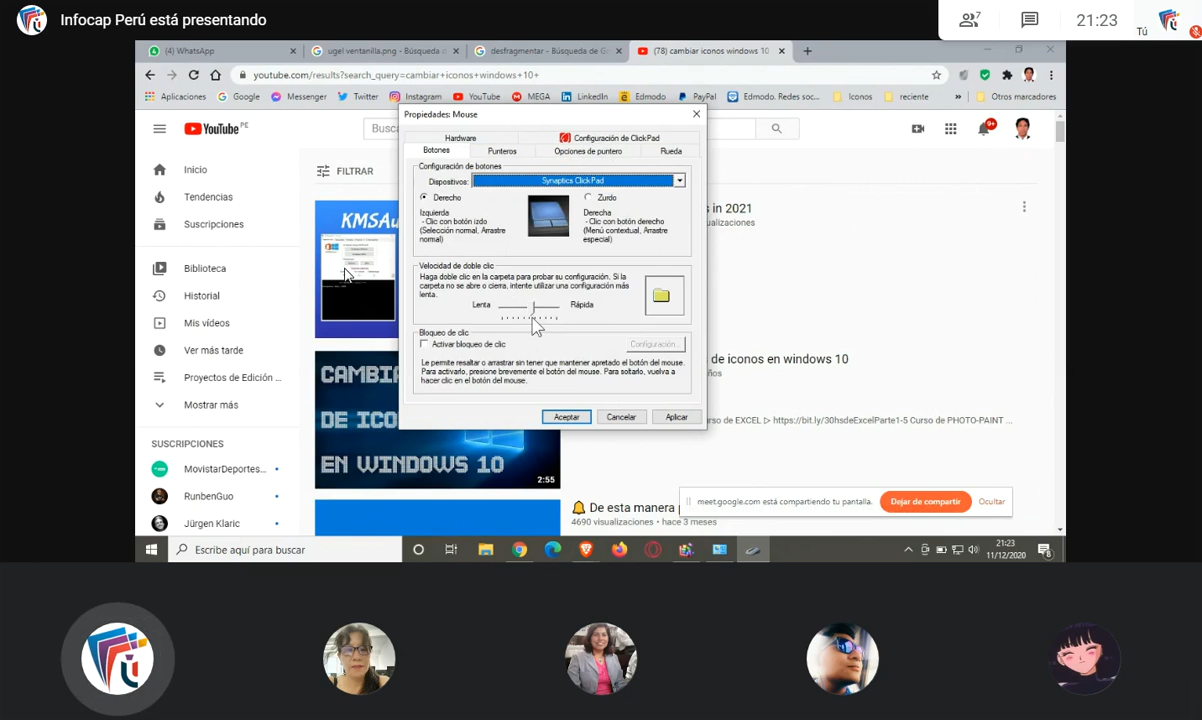 Infocap Perú está presentando
7
21:23
Tú
(4) WhatsApp
ugel ventanilla.png - Búsqueda d
desfragmentar - Búsqueda de G
(78) cambiar iconos windows 10
youtube.com/results?search_query=cambiar+iconos+windows+10+
Aplicaciones
Google
Messenger
Twitter
Instagram
YouTube
MEGA
LinkedIn
Edmodo
PayPal
Edmodo. Redes soc...
Iconos
reciente
»
Otros marcadores
YouTube PE
Busc
9+
Inicio
Tendencias
Suscripciones
Biblioteca
Historial
Mis vídeos
Ver más tarde
Proyectos de Edición ...
Mostrar más
SUSCRIPCIONES
MovistarDeportes...
RunbenGuo
Jürgen Klaric
FILTRAR
KMSAu
CAMBIA
DE ICO
EN WINDOWS 10
2:55
Propiedades: Mouse
Hardware
Configuración de ClickPad
Botones
Punteros
Opciones de puntero
Rueda
Configuración de botones
Dispositivos:
Synaptics ClickPad
Derecho
Zurdo
Izquierda
- Clic con botón izdo
(Selección normal, Arrastre
normal)
Derecha
- Clic con botón derecho
(Menú contextual, Arrastre
especial)
Velocidad de doble clic
Haga doble clic en la carpeta para probar su configuración. Si la
carpeta no se abre o cierra, intente utilizar una configuración más
lenta.
Lenta
Rápida
Bloqueo de clic
Activar bloqueo de clic
Configuración...
Le permite resaltar o arrastrar sin tener que mantener apretado el botón del mouse.
Para activarlo, presione brevemente el botón del mouse. Para soltarlo, vuelva a
hacer clic en el botón del mouse.
Aceptar
Cancelar
Aplicar
s in 2021
ualizaciones
de iconos en windows 10
ños
rso de EXCEL ▷ https://bit.ly/30hsdeExcelParte1-5 Curso de PHOTO-PAINT ...
meet.google.com está compartiendo tu pantalla.
Dejar de compartir
Ocultar
De esta manera
4690 visualizaciones • hace 3 meses
Escribe aquí para buscar
21:23
11/12/2020
8